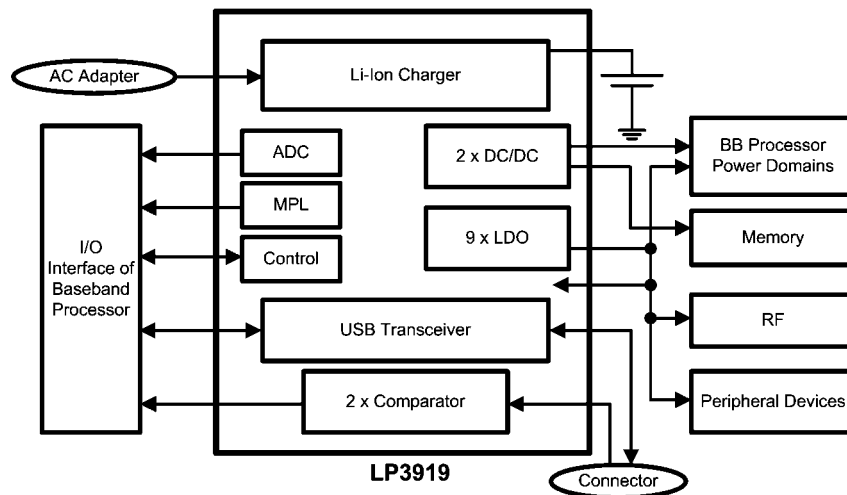 Li-Ion Charger
AC Adapter
ADC
2 x DC/DC
BB Processor
Power Domains
MPL
I/O
Interface of
Baseband
Processor
9 x LDO
Memory
Control
USB Transceiver
RF
2 x Comparator
Peripheral Devices
LP3919
Connector